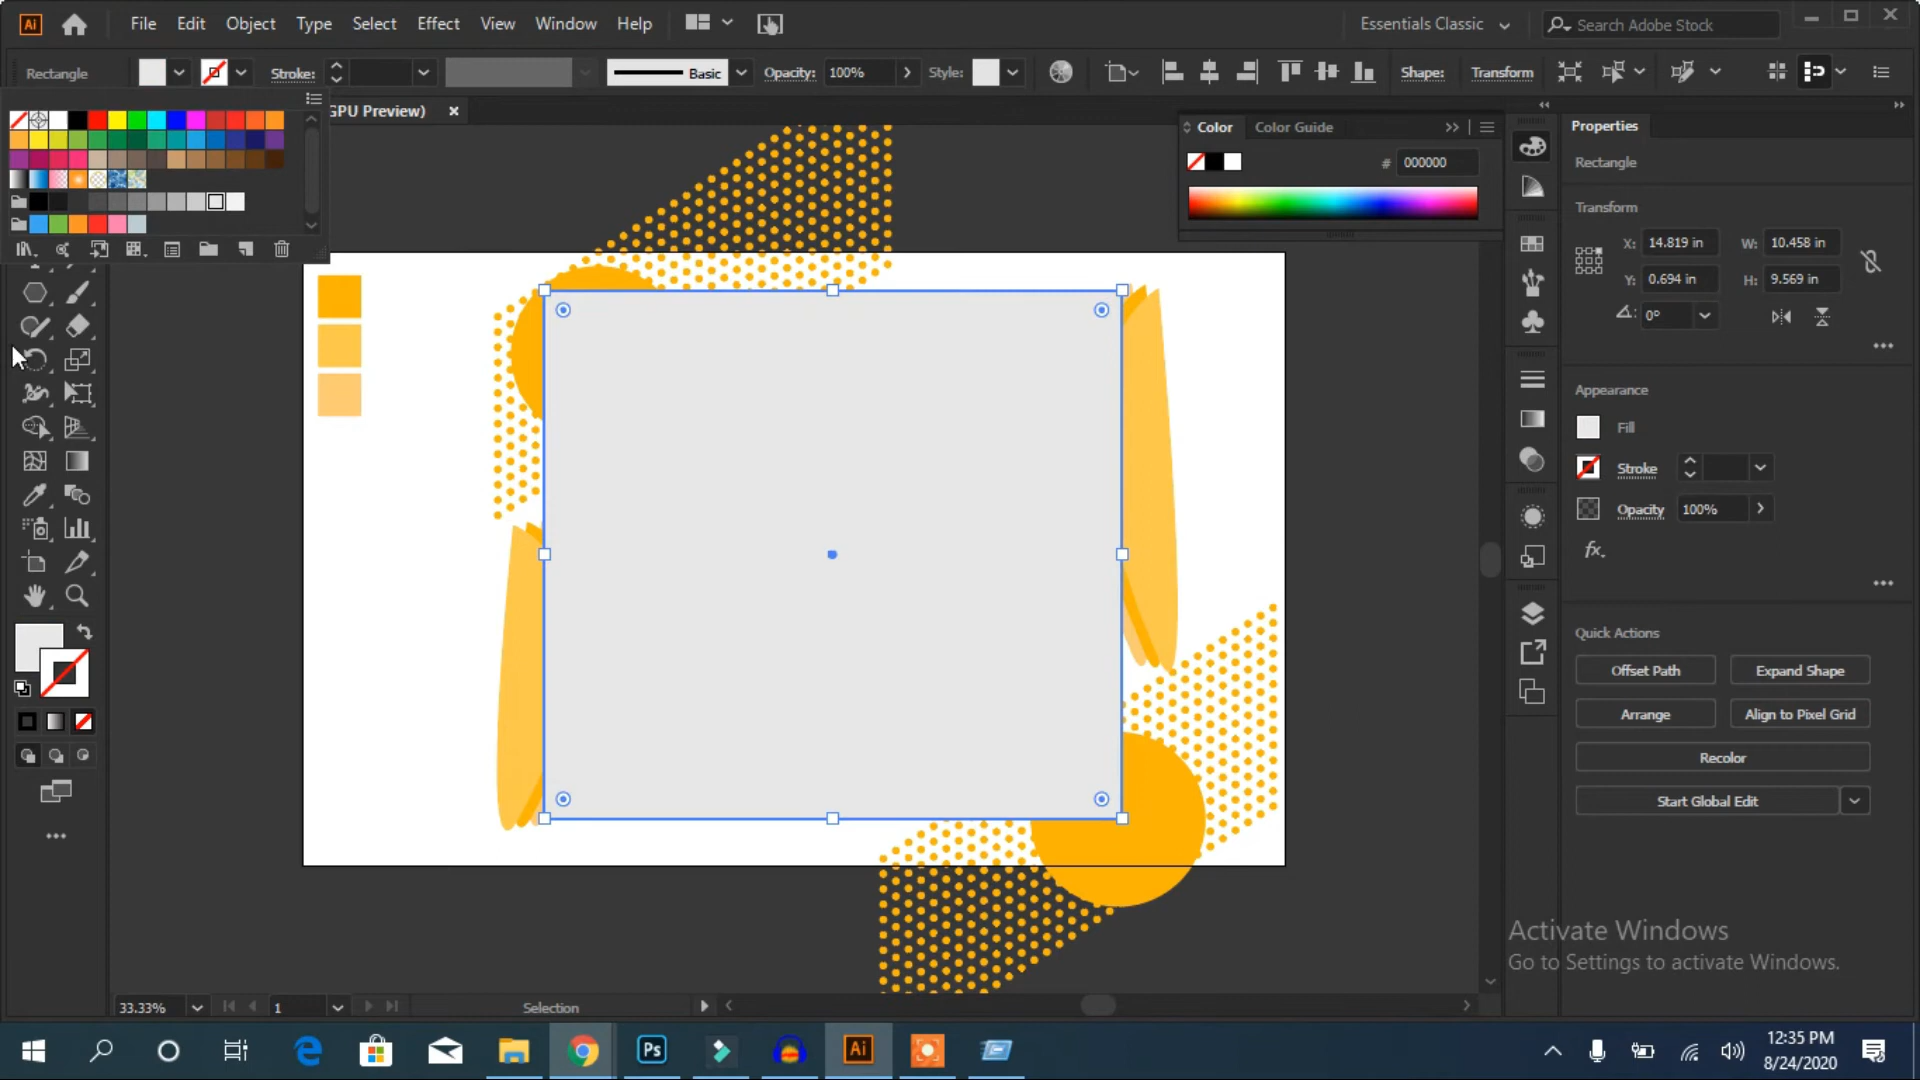 Ai File Edit Object Type Select Effect View Window Help Essentials Classic Search Adobe Stock
Rectangle Stroke: Basic Opacity: 100% Style: Shape: Transform
GPU Preview) ×
Color Color Guide
# 000000
Properties
Rectangle
Transform
X: 14.819 in W: 10.458 in
Y: 0.694 in H: 9.569 in
0°
Appearance
Fill
Stroke
Opacity 100%
fx.
Quick Actions
Offset Path Expand Shape
Arrange Align to Pixel Grid
Recolor
Start Global Edit
Activate Windows
Go to Settings to activate Windows.
33.33% 1 Selection
Ps Ai
12:35 PM
8/24/2020